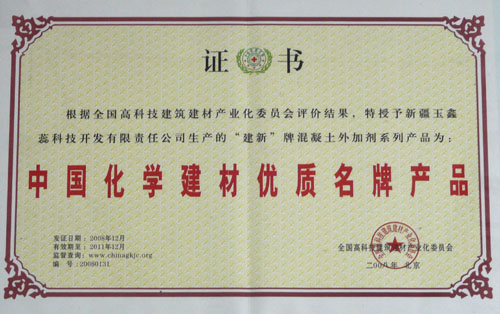 证 书
根据全国高科技建筑建材产业化委员会评价结果，特授予新疆玉鑫
蕊科技开发有限责任公司生产的“建新”牌混凝土外加剂系列产品为：
中国化学建材优质名牌产品
发证日期：2008年12月
有效期至：2011年12月
监管查询：www.chinagkjc.org
编 号：20080131
全国高科技建筑建材产业化委员会
二00八年 北京